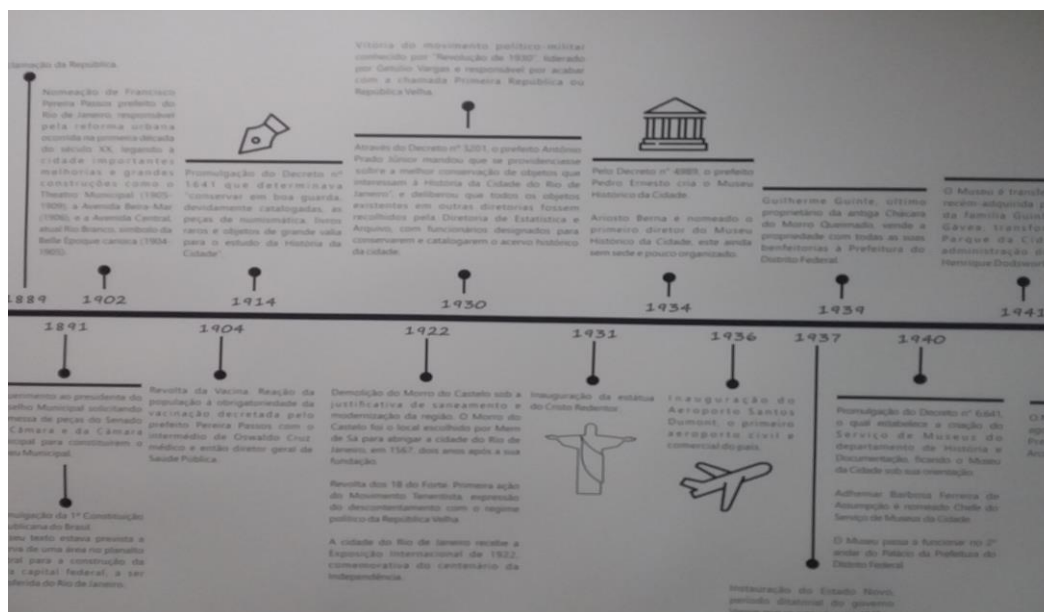 clamação da República.
Nomeação de Francisco
Pereira Passos prefeito do
Rio de Janeiro, responsável
pela reforma urbana
ocorrida na primeira década
do século XX, legando à
cidade importantes
melhorias e grandes
construções como o
Theatro Municipal (1905-
1909), a Avenida Beira-Mar
(1906), e a Avenida Central,
atual Rio Branco, símbolo da
Belle Époque carioca (1904-
1905).
Promulgação do Decreto nº
1641 que determinava
"conservar em boa guarda,
devidamente catalogadas, as
peças de numismática, livros
raros e objetos de grande valia
para o estudo da História da
Cidade".
Vitória do movimento político-militar
conhecido por "Revolução de 1930", liderado
por Getúlio Vargas e responsável por acabar
com a chamada Primeira República ou
República Velha.
Através do Decreto nº 3201, o prefeito Antônio
Prado Júnior mandou que se providenciasse
sobre a melhor conservação de objetos que
interessam à História da Cidade do Rio de
Janeiro", e deliberou que todos os objetos
existentes em outras diretorias fossem
recolhidos pela Diretoria de Estatística e
Arquivo, com funcionários designados para
conservarem e catalogarem o acervo histórico
da cidade.
Pelo Decreto nº 4989, o prefeito
Pedro Ernesto cria o Museu
Histórico da Cidade.
Ariosto Berna é nomeado o
primeiro diretor do Museu
Histórico da Cidade, este ainda
sem sede e pouco organizado.
Guilherme Guinle, último
proprietário da antiga Chácara
do Morro Queimado, vende a
propriedade com todas as suas
benfeitorias à Prefeitura do
Distrito Federal.
O Museu é transfe
recém-adquirida p
da família Guin
Gávea, transfor
Parque da Cid
administração p
Henrique Dodswor
1889 1902 1914 1930 1934 1939 1941
1891 1904 1922 1931 1936 1937 1940
uerimento ao presidente do
selho Municipal solicitando
emessa de peças do Senado
Câmara e da Câmara
icipal para constituírem o
eu Municipal.
mulgação da 1ª Constituição
ublicana do Brasil.
eu texto estava prevista a
rva de uma área no planalto
ral para a construção da
a capital federal, a ser
sferida do Rio de Janeiro.
Revolta da Vacina. Reação da
população à obrigatoriedade da
vacinação decretada pelo
prefeito Pereira Passos com o
intermédio de Oswaldo Cruz,
médico e então diretor geral de
Saúde Pública.
Demolição do Morro do Castelo sob a
justificativa de saneamento e
modernização da região. O Morro do
Castelo foi o local escolhido por Mem
de Sá para abrigar a cidade do Rio de
Janeiro, em 1567, dois anos após a sua
fundação.
Revolta dos 18 do Forte. Primeira ação
do Movimento Tenentista, expressão
do descontentamento com o regime
político da República Velha.
A cidade do Rio de Janeiro recebe a
Exposição Internacional de 1922,
comemorativa do centenário da
Independência.
Inauguração da estátua
do Cristo Redentor.
Inauguração do
Aeroporto Santos
Dumont, o primeiro
aeroporto civil e
comercial do país.
Instauração do Estado Novo,
período ditatorial do governo
Promulgação do Decreto nº 6.641,
o qual estabelece a criação do
Serviço de Museus do
departamento de História e
Documentação, ficando o Museu
da Cidade sob sua orientação.
Adhemar Barbosa Ferreira de
Assumpção é nomeado Chefe do
Serviço de Museus da Cidade.
O Museu passa a funcionar no 2º
andar do Palácio da Prefeitura do
Distrito Federal.